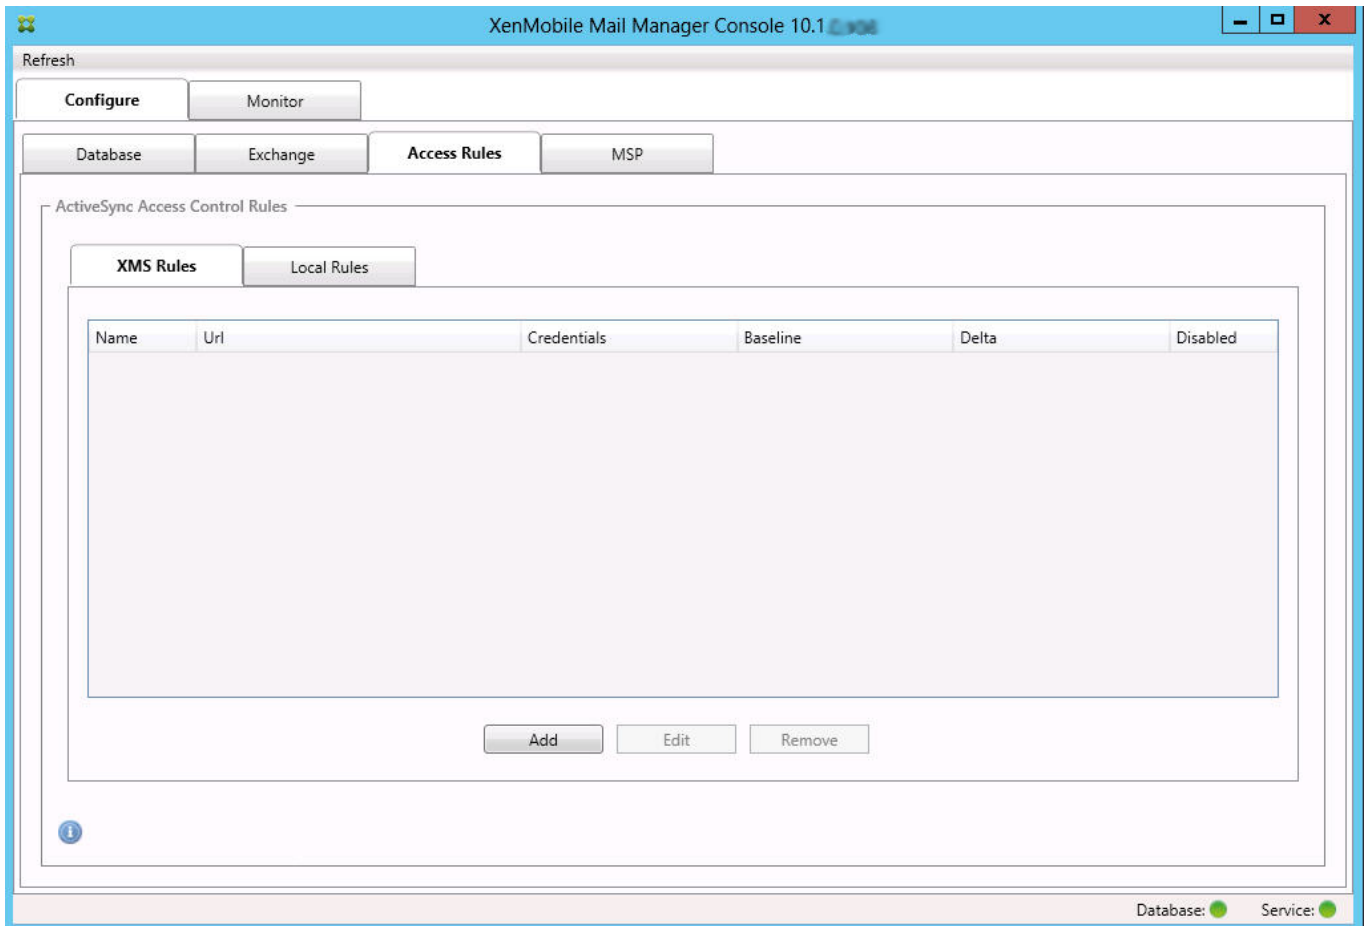 XenMobile Mail Manager Console 10.1
Refresh
Configure Monitor
Database Exchange Access Rules MSP
ActiveSync Access Control Rules
XMS Rules Local Rules
Name Url Credentials Baseline Delta Disabled
Add Edit Remove
Database: Service: